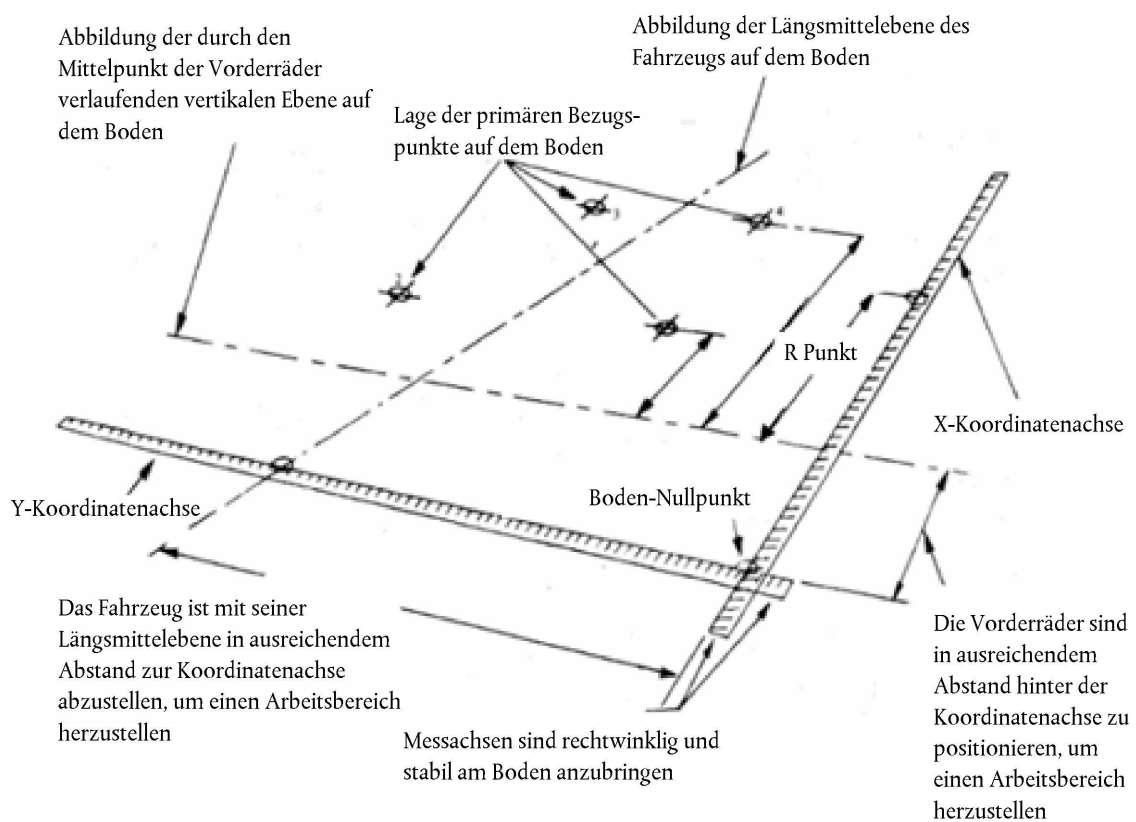 Abbildung der durch den
Mittelpunkt der Vorderräder
verlaufenden vertikalen Ebene auf
dem Boden
Abbildung der Längsmittelebene des
Fahrzeugs auf dem Boden
Lage der primären Bezugs-
punkte auf dem Boden
3
4
R Punkt
X-Koordinatenachse
Y-Koordinatenachse
Boden-Nullpunkt
Das Fahrzeug ist mit seiner
Längsmittelebene in ausreichendem
Abstand zur Koordinatenachse
abzustellen, um einen Arbeitsbereich
herzustellen
Messachsen sind rechtwinklig und
stabil am Boden anzubringen
Die Vorderräder sind
in ausreichendem
Abstand hinter der
Koordinatenachse zu
positionieren, um
einen Arbeitsbereich
herzustellen